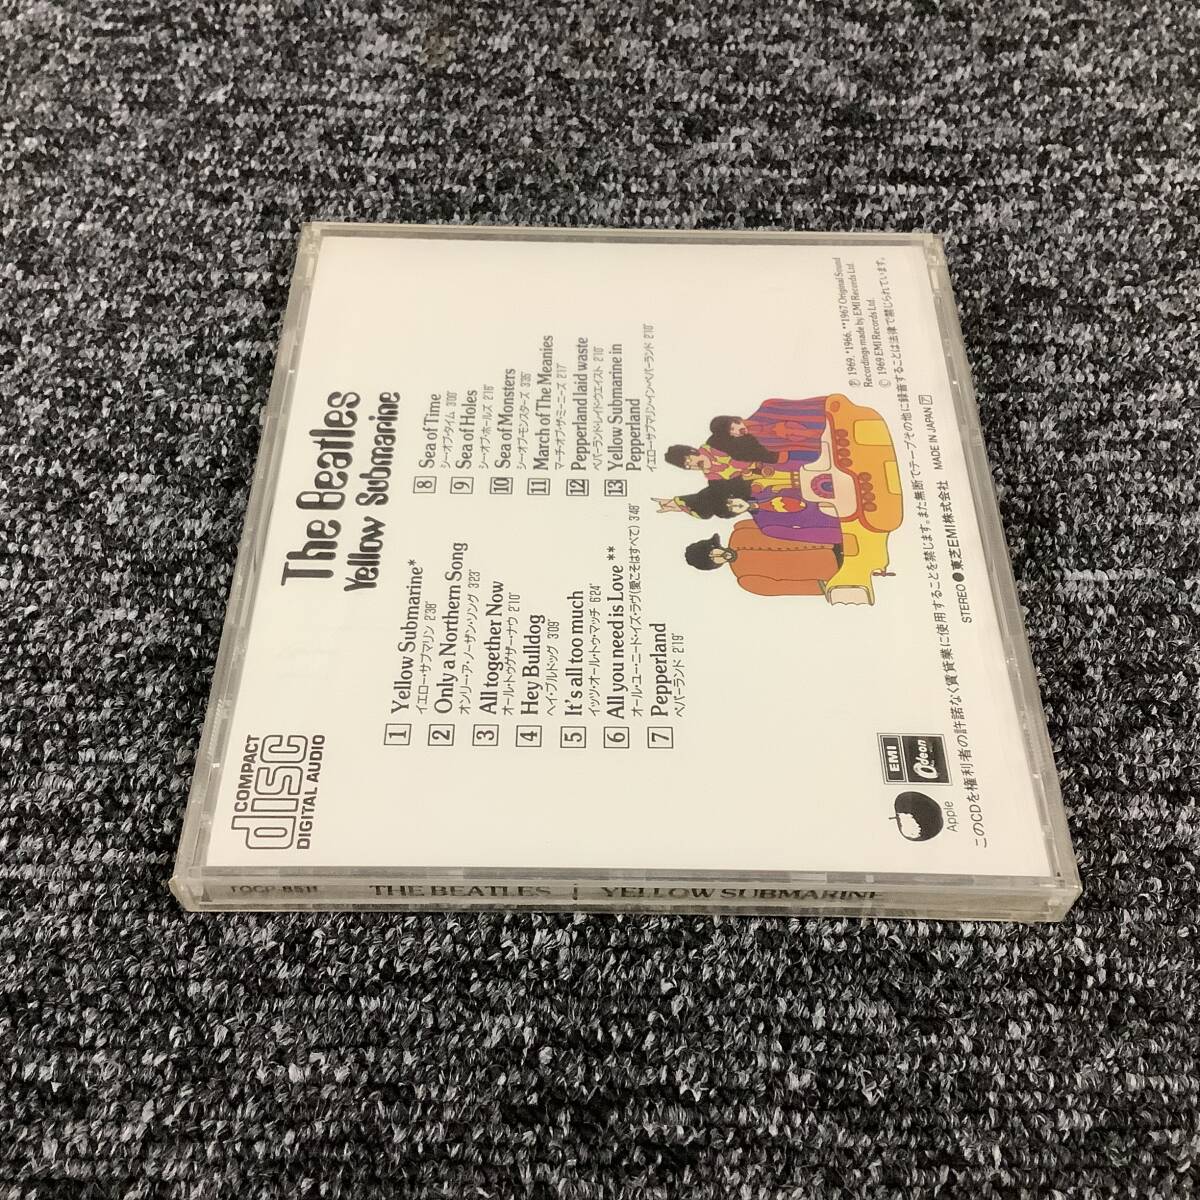 The Beatles
Yellow Submarine
COMPACT
disc
DIGITAL AUDIO
1 Yellow Submarine*
イエロー・サブマリン 2'38"
2 Only a Northern Song
オンリー・ア・ノーザン・ソング 3'23"
3 All together Now
オール・トゥゲザー・ナウ 2'10"
4 Hey Bulldog
ヘイ・ブルドッグ 3'09"
5 It's all too much
イッツ・オール・トゥ・マッチ 6'24"
6 All you need is Love **
オール・ユー・ニード・イズ・ラヴ(愛こそはすべて) 3'48"
7 Pepperland
ペパーランド 2'19"
8 Sea of Time
シー・オブ・タイム 3'00"
9 Sea of Holes
シー・オブ・ホールズ 2'16"
10 Sea of Monsters
シー・オブ・モンスターズ 3'35"
11 March of The Meanies
マーチ・オブ・ザ・ミーニーズ 2'17"
12 Pepperland laid waste
ペパーランド・レイド・ウエイスト 2'10"
13 Yellow Submarine in
Pepperland
イエロー・サブマリン・イン・ペパーランド 2'10"
℗ 1969. *1966. **1967 Original Sound
Recordings made by EMI Records Ltd.
© 1969 EMI Records Ltd.
Apple
EMI
Odeon
このCDを権利者の許諾なく賃貸業に使用することを禁じます。また無断でテープその他に録音することは法律で禁じられています。
STEREO ● 東芝EMI株式会社 MADE IN JAPAN ア
TOCP-8511 THE BEATLES YELLOW SUBMARINE